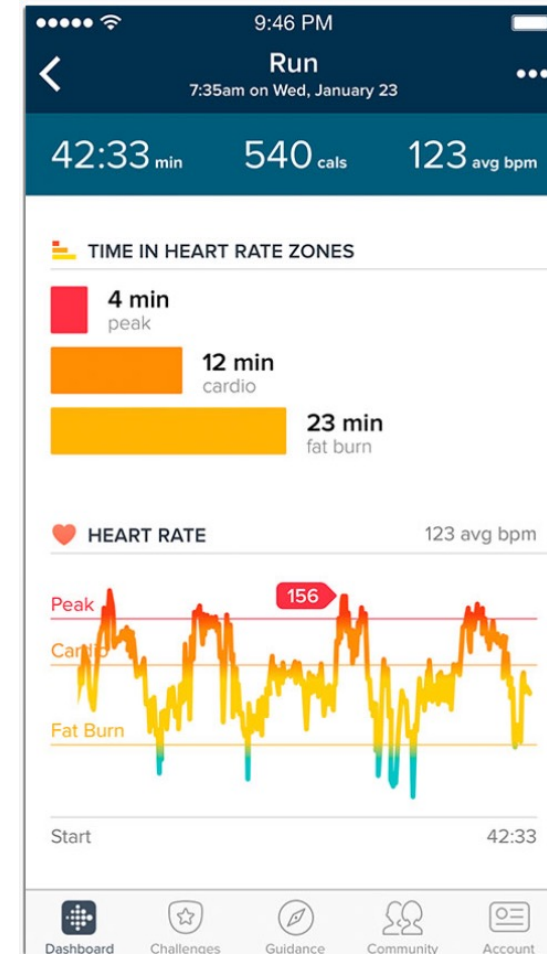 9:46 PM
Run
7:35am on Wed, January 23
42:33 min 540 cals 123 avg bpm
TIME IN HEART RATE ZONES
4 min
peak
12 min
cardio
23 min
fat burn
HEART RATE 123 avg bpm
156
Peak
Cardio
Fat Burn
Start 42:33
Dashboard Challenges Guidance Community Account